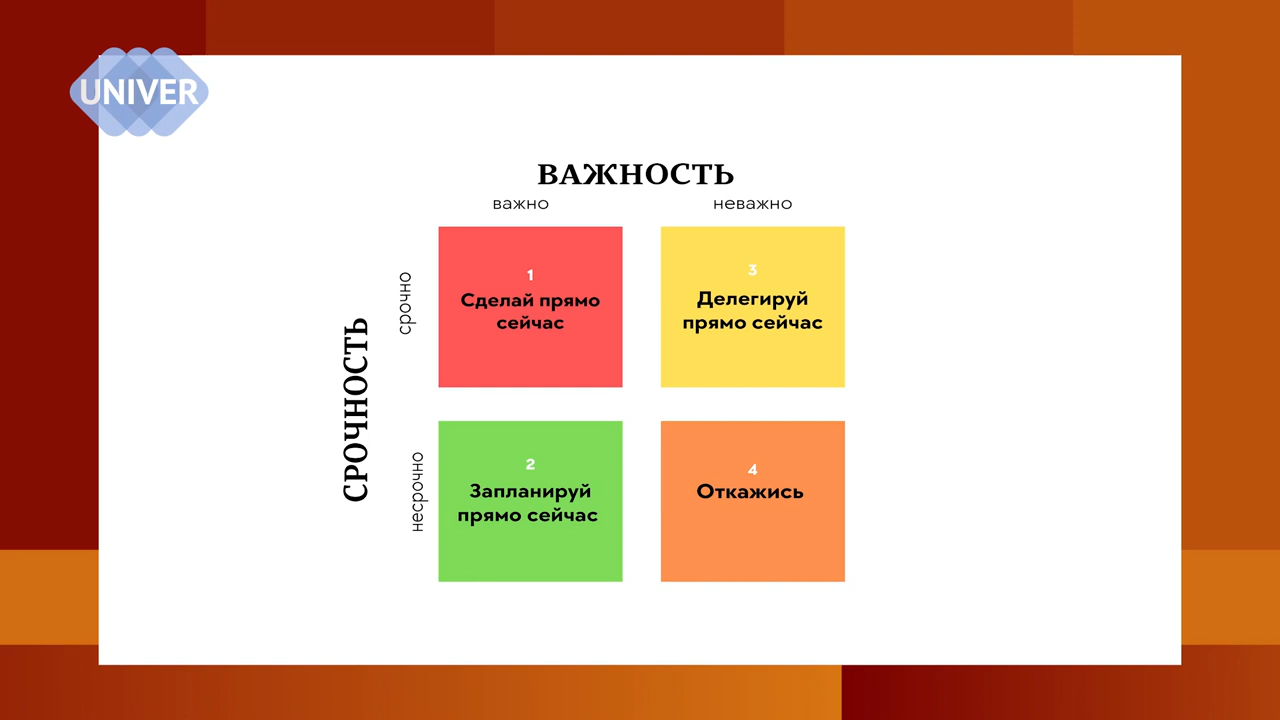 UNIVER
ВАЖНОСТЬ
важно
неважно
СРОЧНОСТЬ
срочно
1
Сделай прямо
сейчас
3
Делегируй
прямо сейчас
несрочно
2
Запланируй
прямо сейчас
4
Откажись